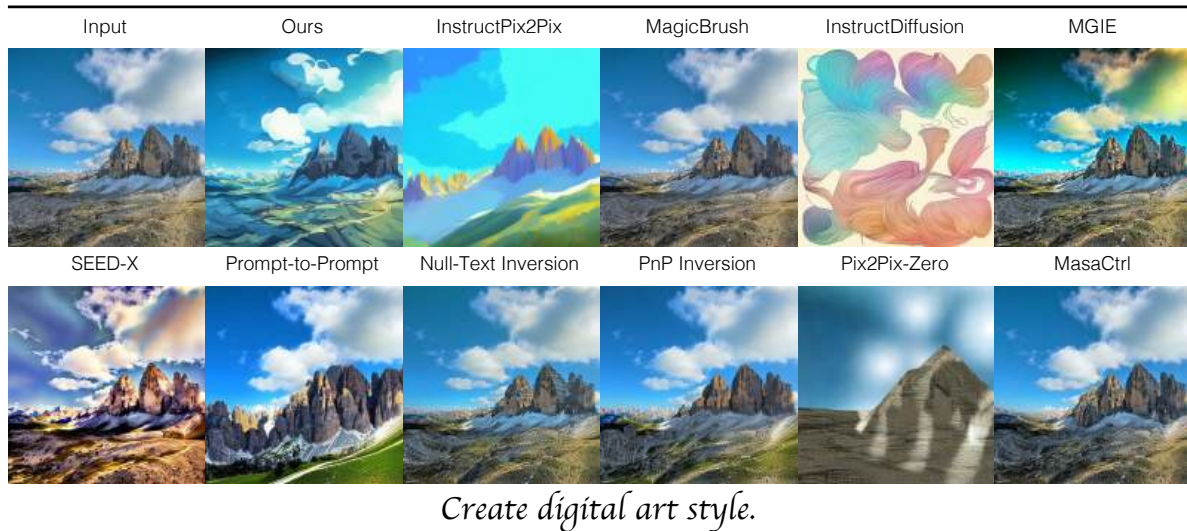 Input Ours InstructPix2Pix MagicBrush InstructDiffusion MGIE
SEED-X Prompt-to-Prompt Null-Text Inversion PnP Inversion Pix2Pix-Zero MasaCtrl
Create digital art style.